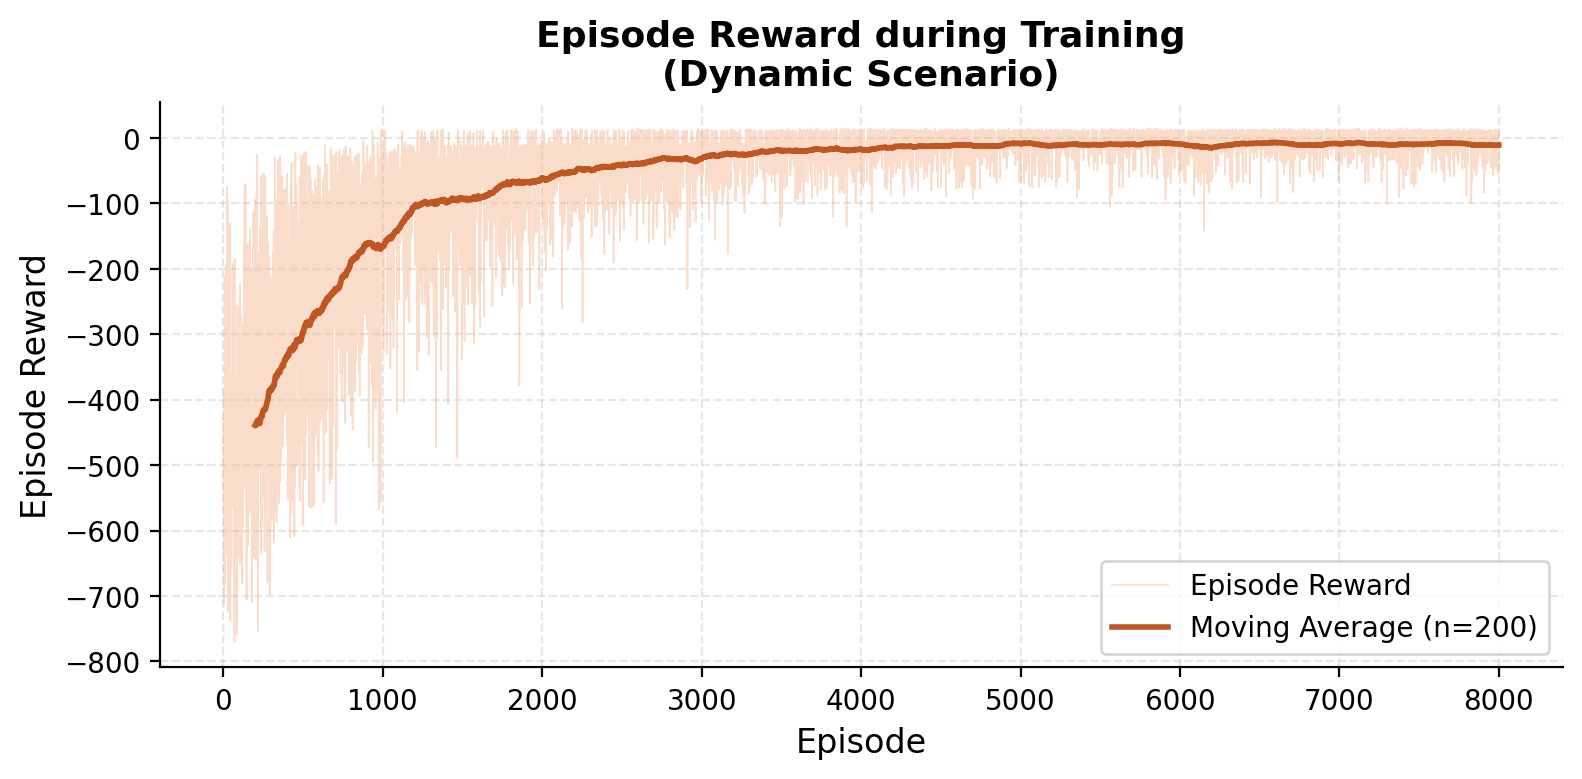 Episode Reward during Training
(Dynamic Scenario)
0
−100
−200
−300
−400
−500
−600
−700
−800
Episode Reward
Episode Reward
Moving Average (n=200)
0 1000 2000 3000 4000 5000 6000 7000 8000
Episode